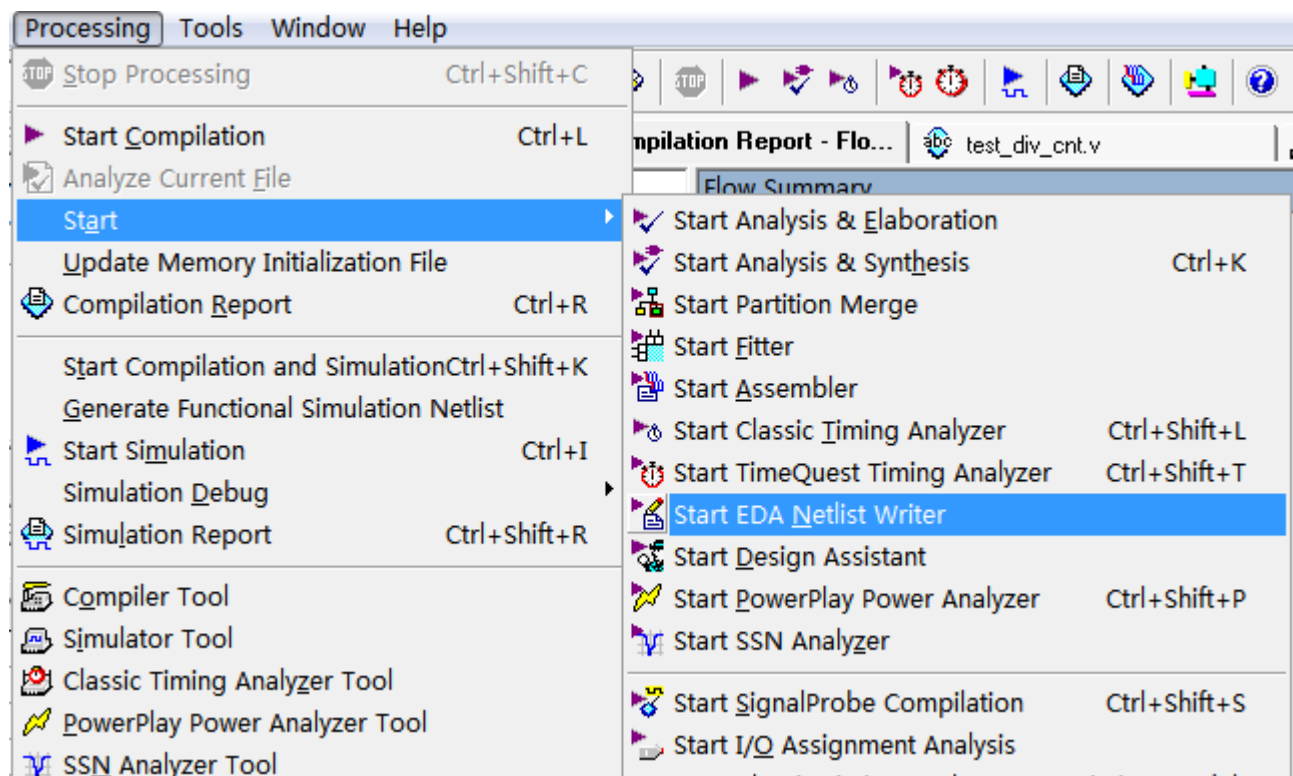 Processing Tools Window Help
Stop Processing Ctrl+Shift+C
Start Compilation Ctrl+L
Analyze Current File
Start
Update Memory Initialization File
Compilation Report Ctrl+R
Start Compilation and SimulationCtrl+Shift+K
Generate Functional Simulation Netlist
Start Simulation Ctrl+I
Simulation Debug
Simulation Report Ctrl+Shift+R
Compiler Tool
Simulator Tool
Classic Timing Analyzer Tool
PowerPlay Power Analyzer Tool
SSN Analyzer Tool
STOP
mpilation Report - Flo... abc test_div_cnt.v
Flow Summary
Start Analysis & Elaboration
Start Analysis & Synthesis Ctrl+K
Start Partition Merge
Start Fitter
Start Assembler
Start Classic Timing Analyzer Ctrl+Shift+L
Start TimeQuest Timing Analyzer Ctrl+Shift+T
Start EDA Netlist Writer
Start Design Assistant
Start PowerPlay Power Analyzer Ctrl+Shift+P
Start SSN Analyzer
Start SignalProbe Compilation Ctrl+Shift+S
Start I/O Assignment Analysis